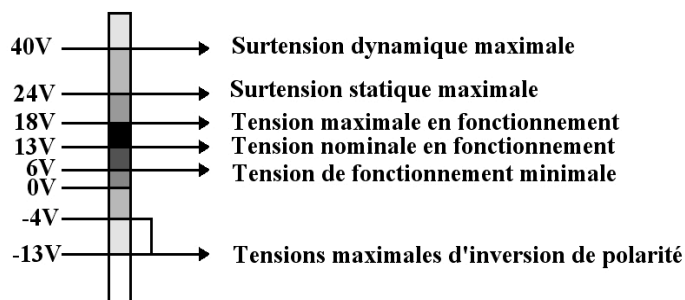 40V Surtension dynamique maximale
24V Surtension statique maximale
18V Tension maximale en fonctionnement
13V Tension nominale en fonctionnement
6V Tension de fonctionnement minimale
0V
-4V
-13V Tensions maximales d'inversion de polarité